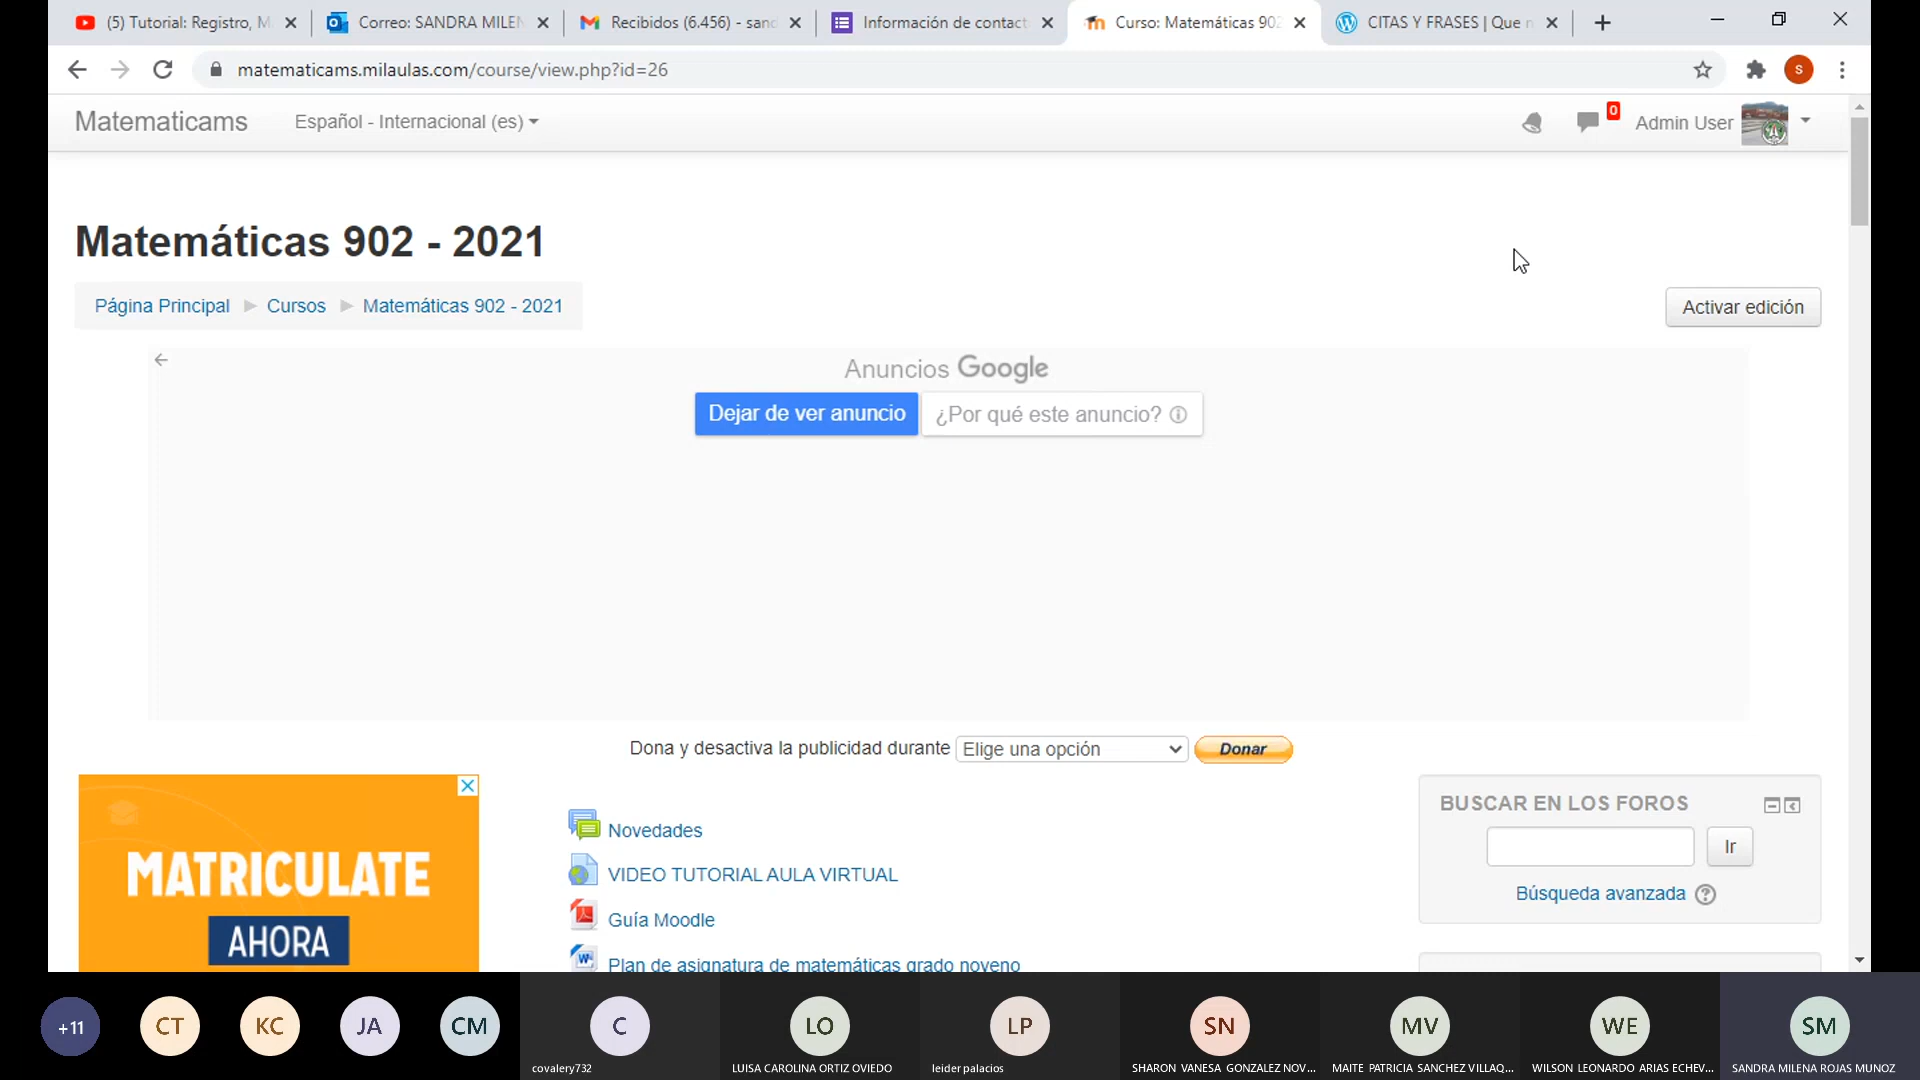 (5) Tutorial: Registro, M
Correo: SANDRA MILEN
Recibidos (6.456) - sand
Información de contact
Curso: Matemáticas 902
CITAS Y FRASES | Que n
matematicams.milaulas.com/course/view.php?id=26
S
Matematicams
Español - Internacional (es)
0
Admin User
Matemáticas 902 - 2021
Página Principal
Cursos
Matemáticas 902 - 2021
Activar edición
Anuncios Google
Dejar de ver anuncio
¿Por qué este anuncio?
Dona y desactiva la publicidad durante
Elige una opción
Donar
MATRICULATE
AHORA
Novedades
VIDEO TUTORIAL AULA VIRTUAL
Guía Moodle
Plan de asignatura de matemáticas grado noveno
BUSCAR EN LOS FOROS
Ir
Búsqueda avanzada
+11
CT
KC
JA
CM
C
covalery732
LO
LUISA CAROLINA ORTIZ OVIEDO
LP
leider palacios
SN
SHARON VANESA GONZALEZ NOV...
MV
MAITE PATRICIA SANCHEZ VILLAQ...
WE
WILSON LEONARDO ARIAS ECHEV...
SM
SANDRA MILENA ROJAS MUNOZ